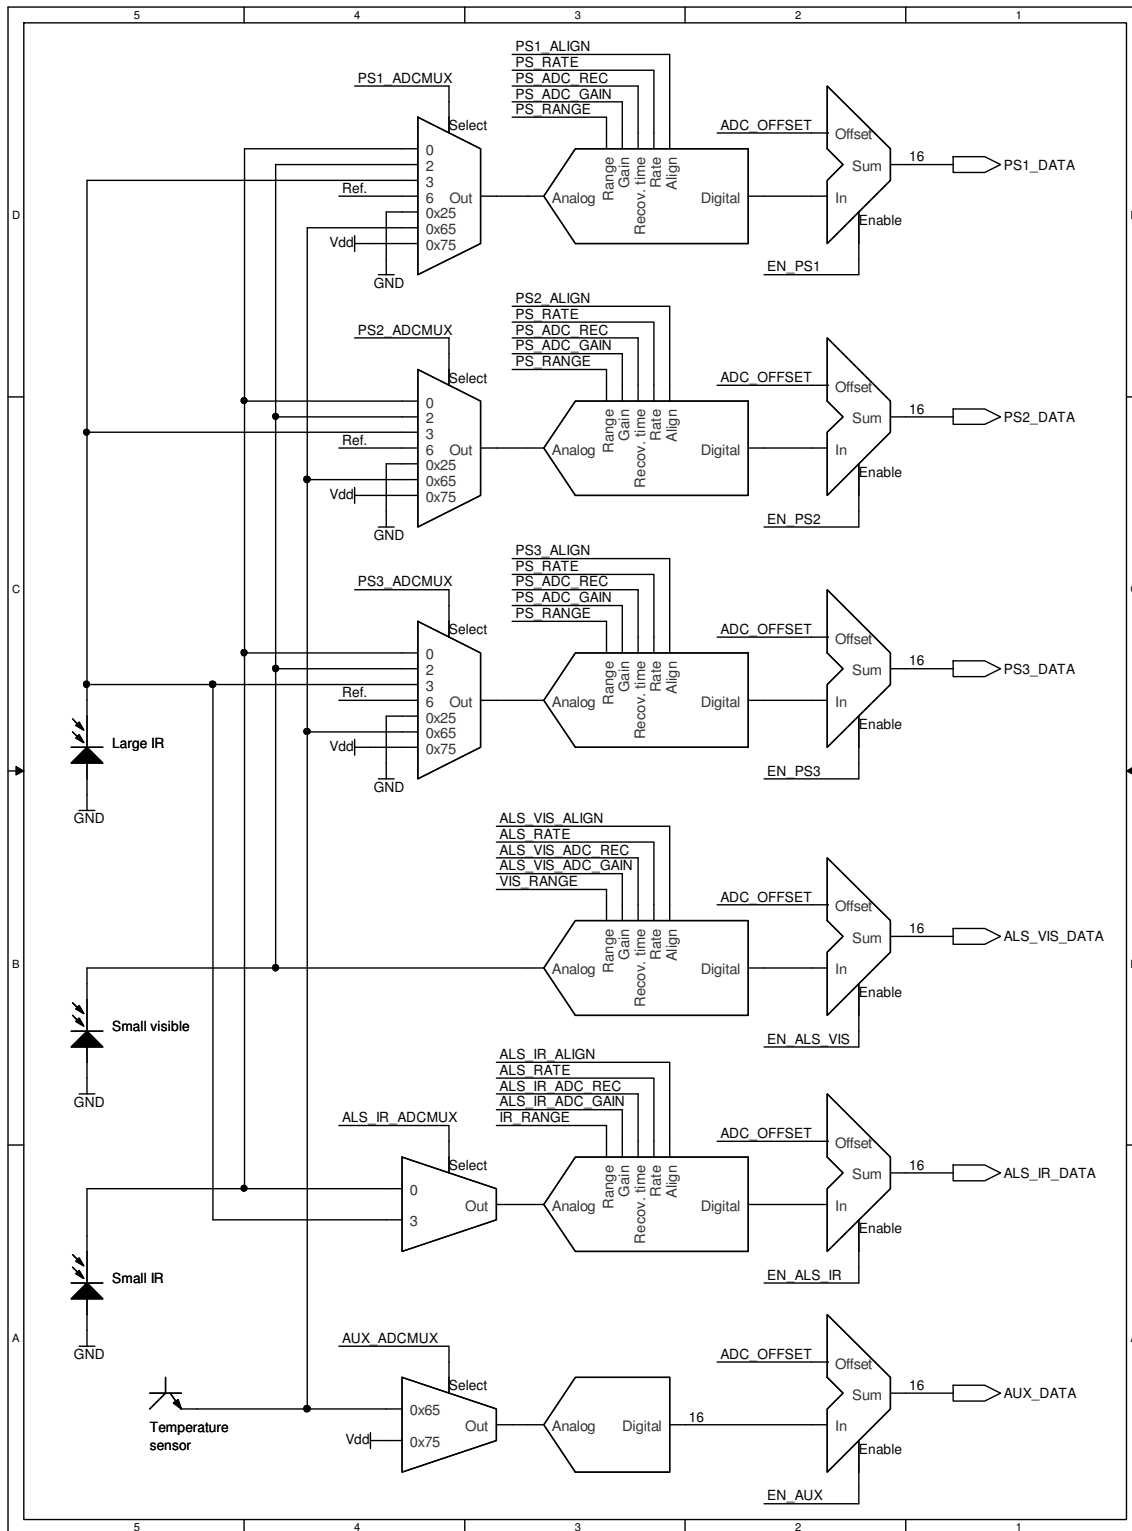 5 4 3 2 1
PS1_ALIGN
PS_RATE
PS_ADC_REC
PS_ADC_GAIN
PS_RANGE
PS1_ADCMUX
Select
0
2
3
Ref.
6
Out
0x25
0x65
Vdd
0x75
GND
Analog
Range
Gain
Recov. time
Rate
Align
Digital
ADC_OFFSET
Offset
Sum
In
Enable
EN_PS1
16
PS1_DATA
D
PS2_ALIGN
PS_RATE
PS_ADC_REC
PS_ADC_GAIN
PS_RANGE
PS2_ADCMUX
Select
0
2
3
Ref.
6
Out
0x25
0x65
Vdd
0x75
GND
Analog
Range
Gain
Recov. time
Rate
Align
Digital
ADC_OFFSET
Offset
Sum
In
Enable
EN_PS2
16
PS2_DATA
C
PS3_ALIGN
PS_RATE
PS_ADC_REC
PS_ADC_GAIN
PS_RANGE
PS3_ADCMUX
Select
0
2
3
Ref.
6
Out
0x25
0x65
Vdd
0x75
GND
Analog
Range
Gain
Recov. time
Rate
Align
Digital
ADC_OFFSET
Offset
Sum
In
Enable
EN_PS3
16
PS3_DATA
Large IR
GND
ALS_VIS_ALIGN
ALS_RATE
ALS_VIS_ADC_REC
ALS_VIS_ADC_GAIN
VIS_RANGE
Analog
Range
Gain
Recov. time
Rate
Align
Digital
ADC_OFFSET
Offset
Sum
In
Enable
EN_ALS_VIS
16
ALS_VIS_DATA
B
Small visible
GND
ALS_IR_ALIGN
ALS_RATE
ALS_IR_ADC_REC
ALS_IR_ADC_GAIN
IR_RANGE
ALS_IR_ADCMUX
Select
0
3
Out
Analog
Range
Gain
Recov. time
Rate
Align
Digital
ADC_OFFSET
Offset
Sum
In
Enable
EN_ALS_IR
16
ALS_IR_DATA
Small IR
GND
A
AUX_ADCMUX
Select
0x65
Out
Vdd
0x75
Temperature
sensor
Analog
Digital
16
ADC_OFFSET
Offset
Sum
In
Enable
EN_AUX
16
AUX_DATA
5 4 3 2 1